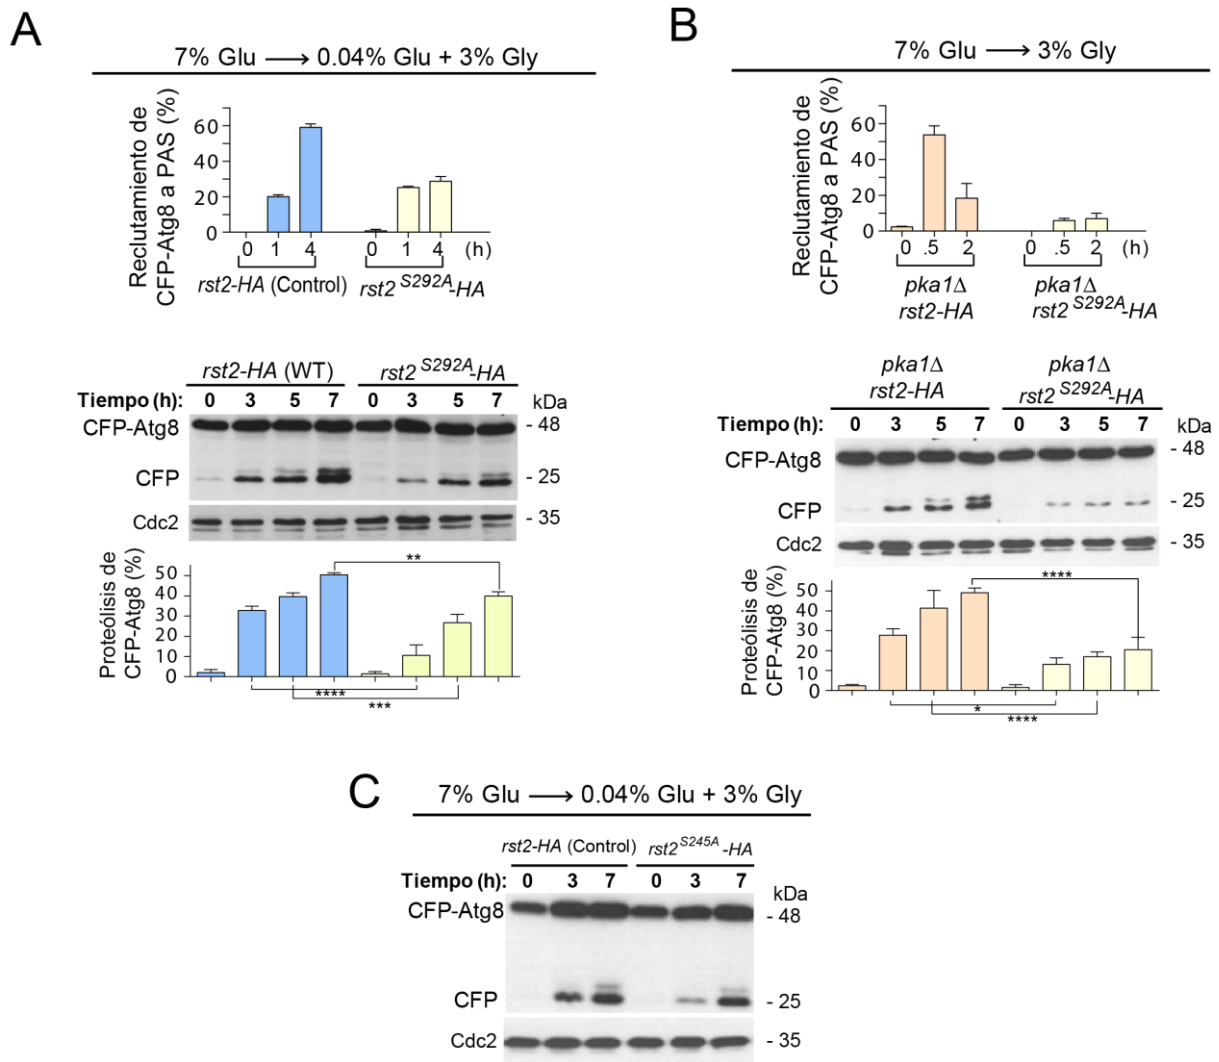 A
7% Glu ⟶ 0.04% Glu + 3% Gly
Reclutamiento de
CFP-Atg8 a PAS (%)
60
40
20
0
0 1 4 0 1 4 (h)
rst2-HA (Control) rst2 S292A-HA
rst2-HA (WT) rst2 S292A-HA
Tiempo (h): 0 3 5 7 0 3 5 7 kDa
CFP-Atg8 - 48
CFP - 25
Cdc2 - 35
Proteólisis de
CFP-Atg8 (%)
50
40
30
20
10
0
**
****
***
B
7% Glu ⟶ 3% Gly
Reclutamiento de
CFP-Atg8 a PAS (%)
60
40
20
0
0 .5 2 0 .5 2 (h)
pka1Δ pka1Δ
rst2-HA rst2 S292A-HA
pka1Δ pka1Δ
rst2-HA rst2 S292A-HA
Tiempo (h): 0 3 5 7 0 3 5 7 kDa
CFP-Atg8 - 48
CFP - 25
Cdc2 - 35
Proteólisis de
CFP-Atg8 (%)
50
40
30
20
10
0
****
*
****
C
7% Glu ⟶ 0.04% Glu + 3% Gly
rst2-HA (Control) rst2 S245A -HA
Tiempo (h): 0 3 7 0 3 7 kDa
CFP-Atg8 - 48
CFP - 25
Cdc2 - 35